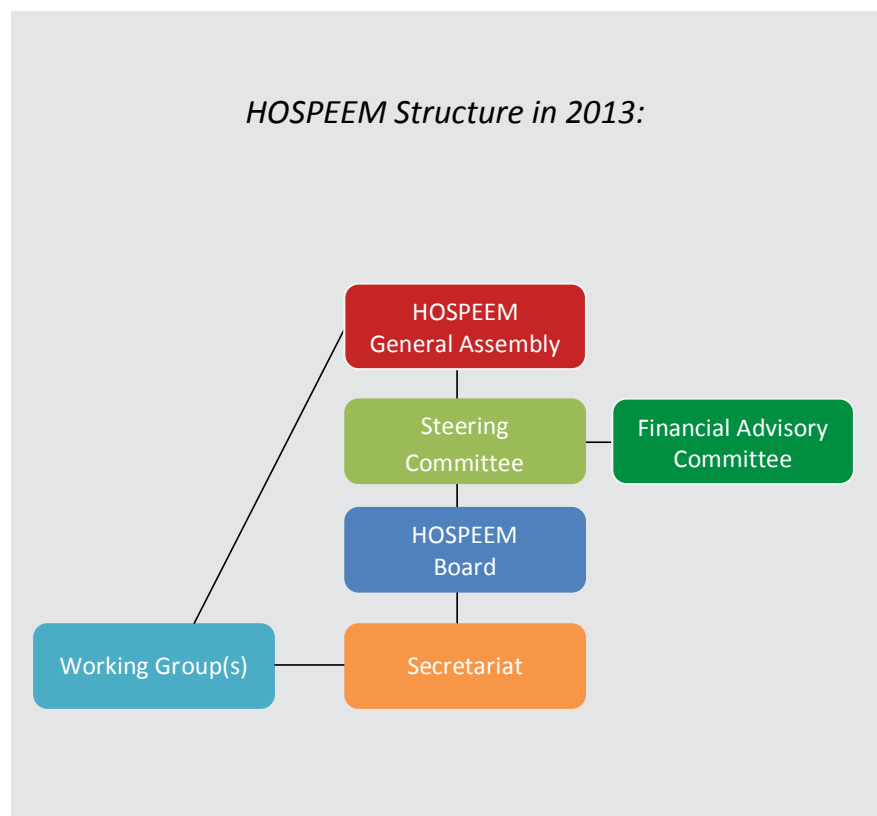 HOSPEEM Structure in 2013:
HOSPEEM
General Assembly
Steering
Committee
Financial Advisory
Committee
HOSPEEM
Board
Working Group(s)
Secretariat